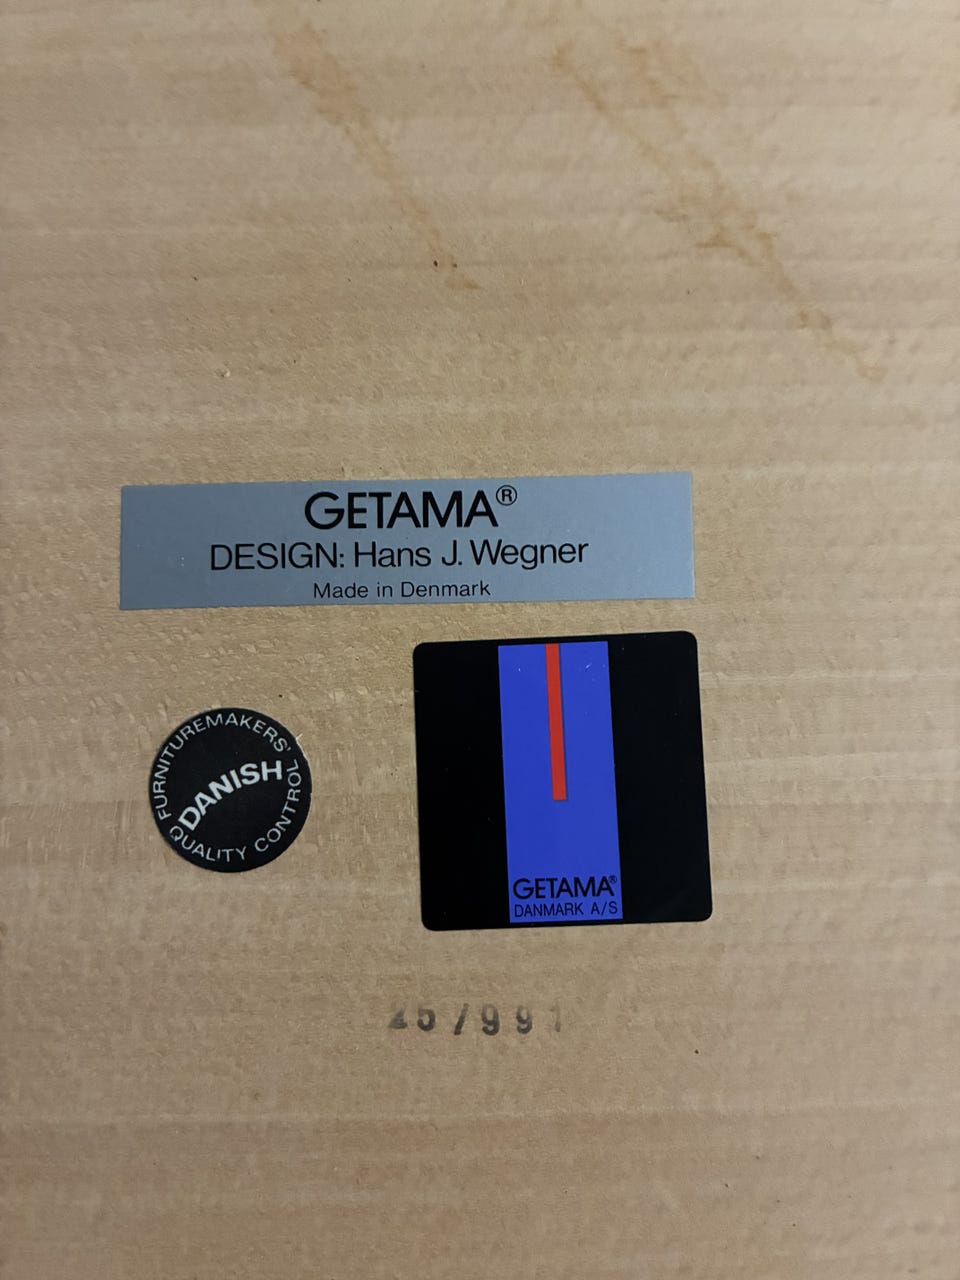 GETAMA®
DESIGN: Hans J. Wegner
Made in Denmark
FURNITUREMAKERS'
DANISH
QUALITY CONTROL
GETAMA®
DANMARK A/S
25/991